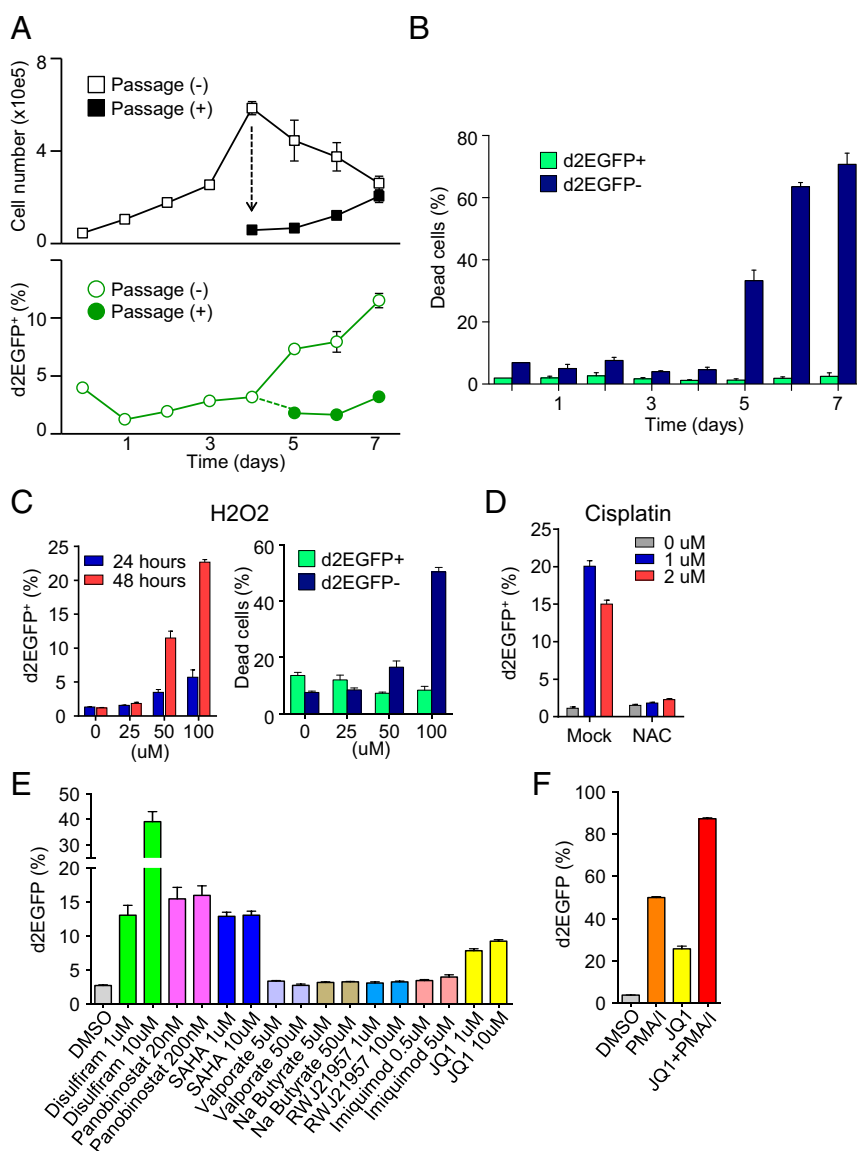 A
Cell number (x10e5)
8
4
0
Passage (-)
Passage (+)
d2EGFP⁺ (%)
10
5
0
Passage (-)
Passage (+)
1 3 5 7
Time (days)
B
Dead cells (%)
80
60
40
20
0
d2EGFP+
d2EGFP-
1 3 5 7
Time (days)
C
H2O2
d2EGFP⁺ (%)
25
20
15
10
5
0
24 hours
48 hours
0 25 50 100
(uM)
Dead cells (%)
60
40
20
0
d2EGFP+
d2EGFP-
0 25 50 100
(uM)
D
Cisplatin
d2EGFP⁺ (%)
25
20
15
10
5
0
0 uM
1 uM
2 uM
Mock NAC
E
d2EGFP (%)
50
40
30
20
15
10
5
0
DMSO
Disulfiram 1uM
Disulfiram 10uM
Panobinostat 20nM
Panobinostat 200nM
SAHA 1uM
SAHA 10uM
Valporate 5uM
Valporate 50uM
Na Butyrate 5uM
Na Butyrate 50uM
RWJ21957 1uM
RWJ21957 10uM
Imiquimod 0.5uM
Imiquimod 5uM
JQ1 1uM
JQ1 10uM
F
d2EGFP (%)
100
80
60
40
20
0
DMSO
PMA/I
JQ1
JQ1+PMA/I